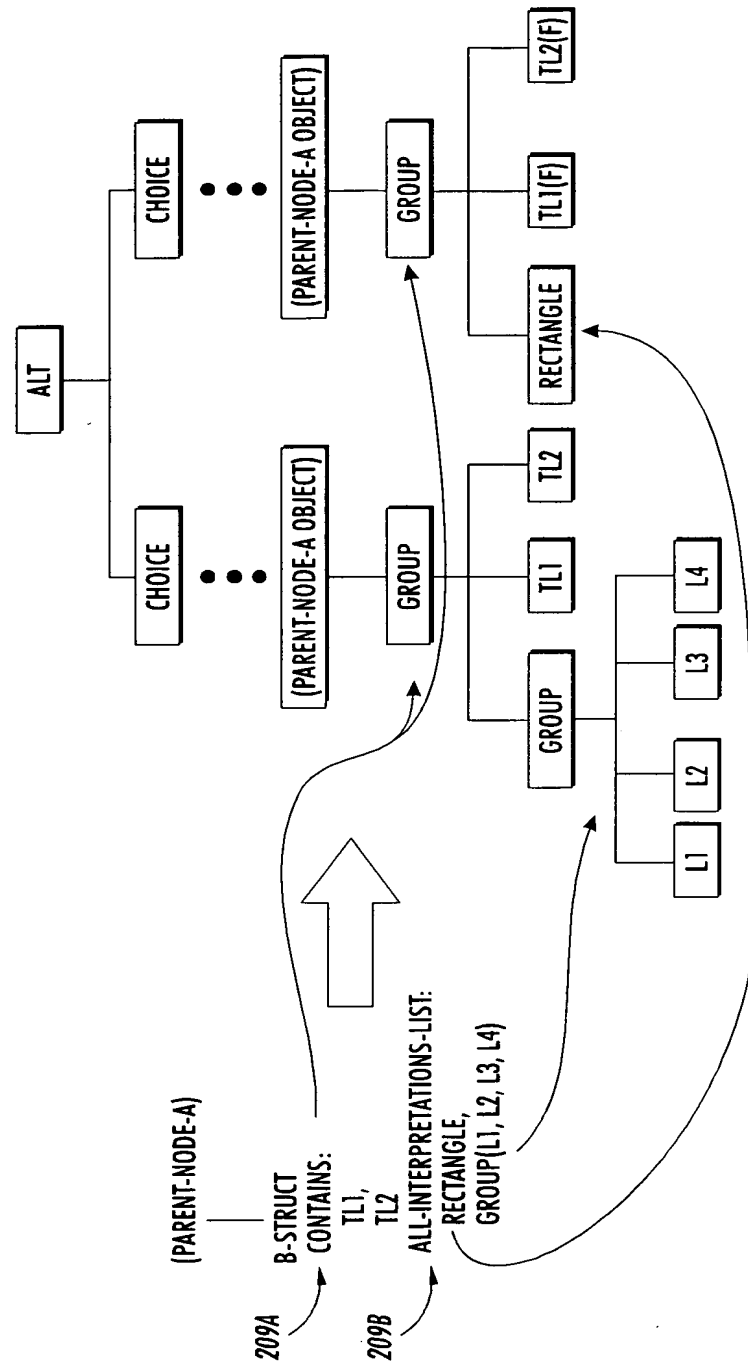 (PARENT-NODE-A)
B-STRUCT
CONTAINS:
TL1,
TL2
ALL-INTERPRETATIONS-LIST:
RECTANGLE,
GROUP(L1, L2, L3, L4)
209A
209B
ALT
CHOICE
CHOICE
(PARENT-NODE-A OBJECT)
(PARENT-NODE-A OBJECT)
GROUP
GROUP
GROUP
TL1
TL2
RECTANGLE
TL1(F)
TL2(F)
L1
L2
L3
L4